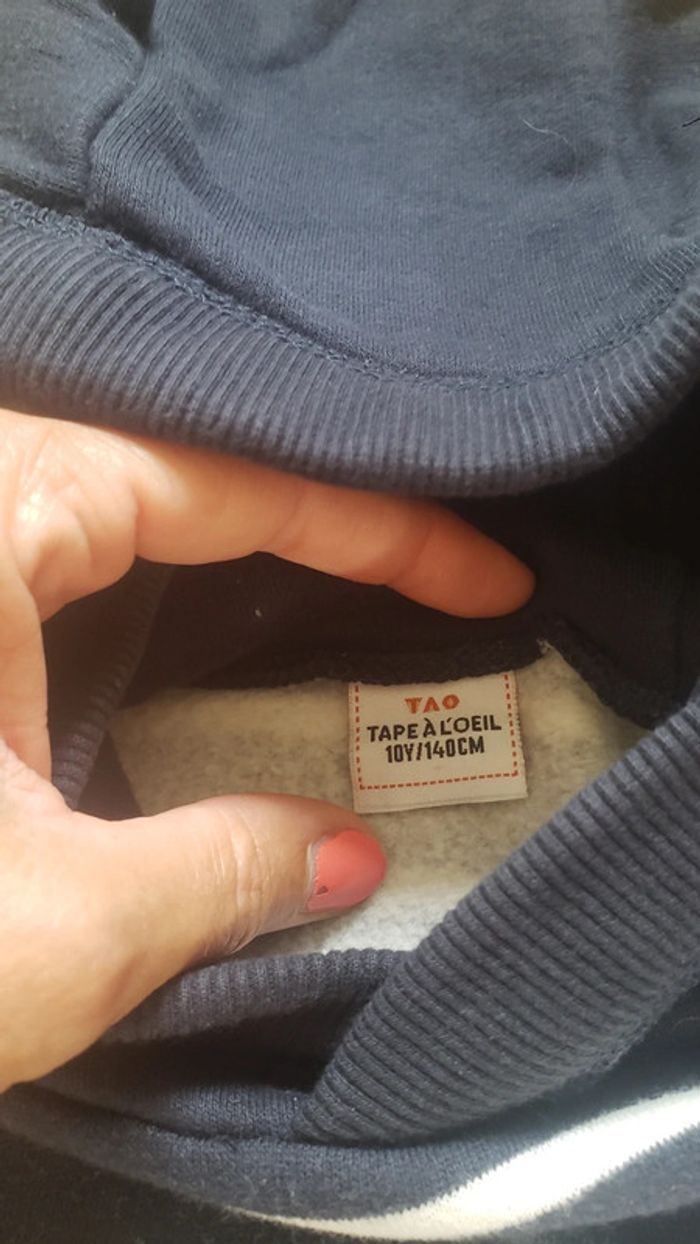 TAO
TAPE À L'OEIL
10Y/140CM